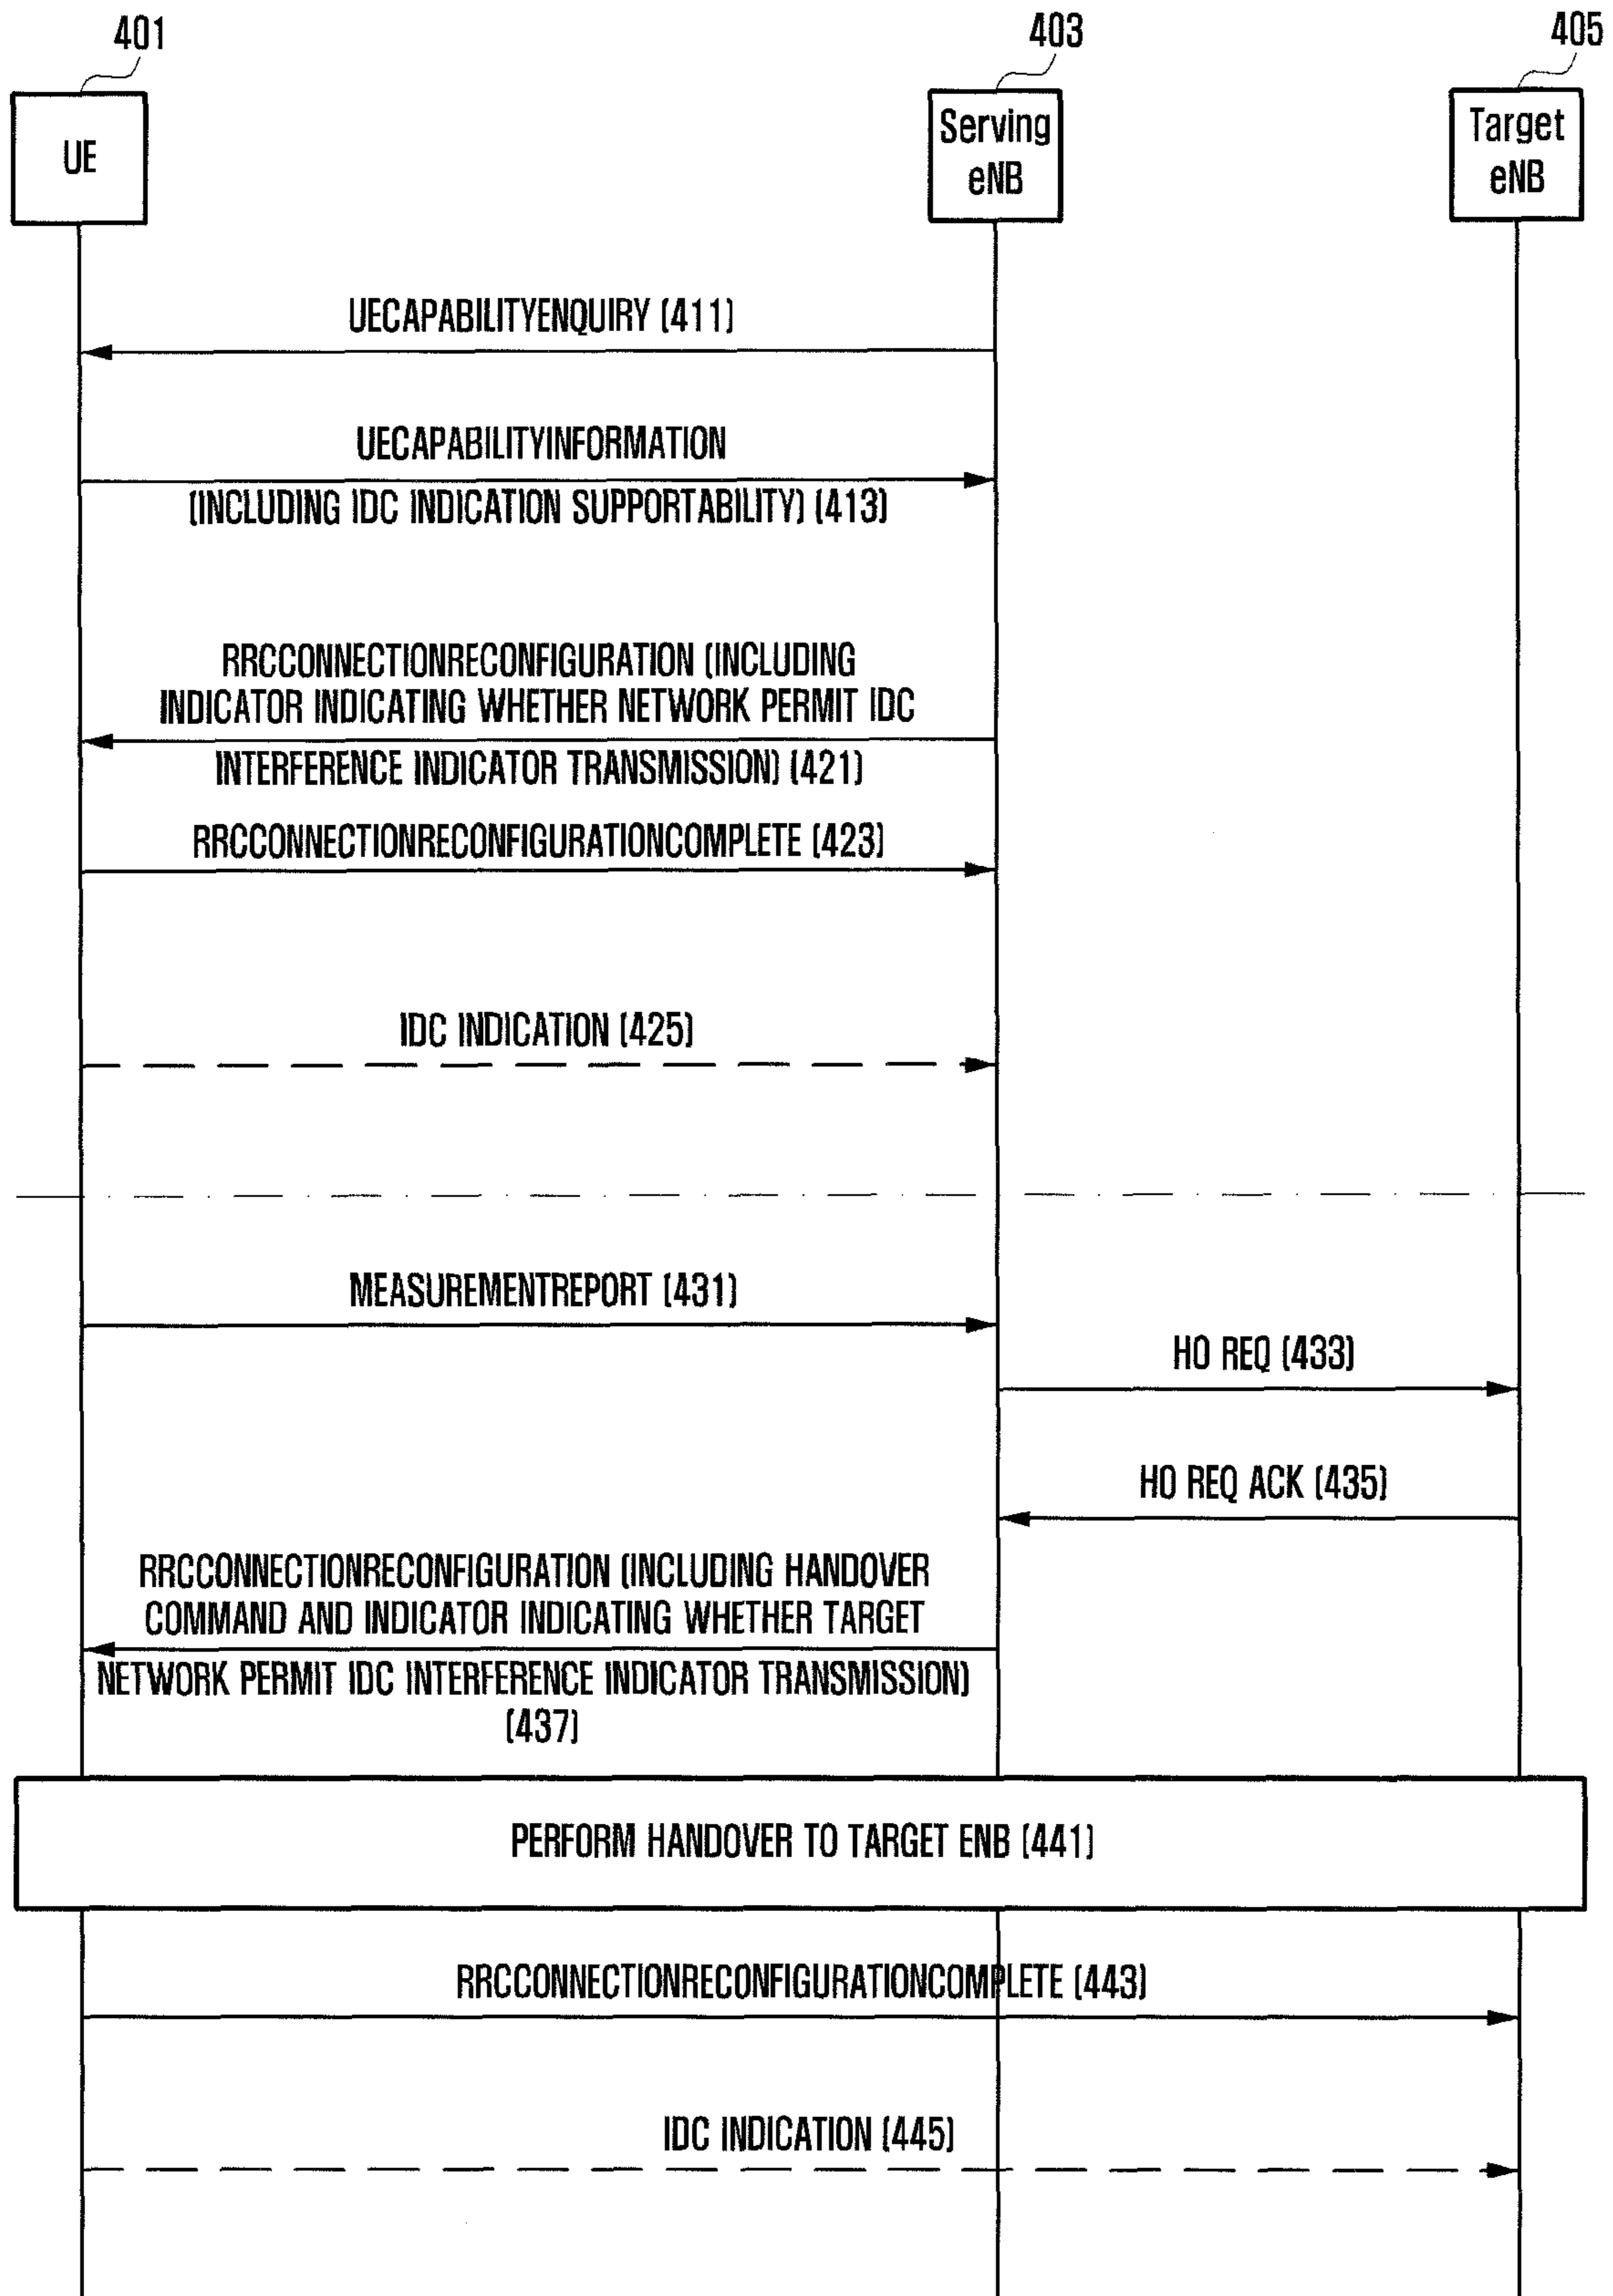 401
403
405
UE
Serving
eNB
Target
eNB
UECAPABILITYENQUIRY (411)
UECAPABILITYINFORMATION
(INCLUDING IDC INDICATION SUPPORTABILITY) (413)
RRCCONNECTIONRECONFIGURATION (INCLUDING
INDICATOR INDICATING WHETHER NETWORK PERMIT IDC
INTERFERENCE INDICATOR TRANSMISSION) (421)
RRCCONNECTIONRECONFIGURATIONCOMPLETE (423)
IDC INDICATION (425)
MEASUREMENTREPORT (431)
HO REQ (433)
HO REQ ACK (435)
RRCCONNECTIONRECONFIGURATION (INCLUDING HANDOVER
COMMAND AND INDICATOR INDICATING WHETHER TARGET
NETWORK PERMIT IDC INTERFERENCE INDICATOR TRANSMISSION)
(437)
PERFORM HANDOVER TO TARGET ENB (441)
RRCCONNECTIONRECONFIGURATIONCOMPLETE (443)
IDC INDICATION (445)